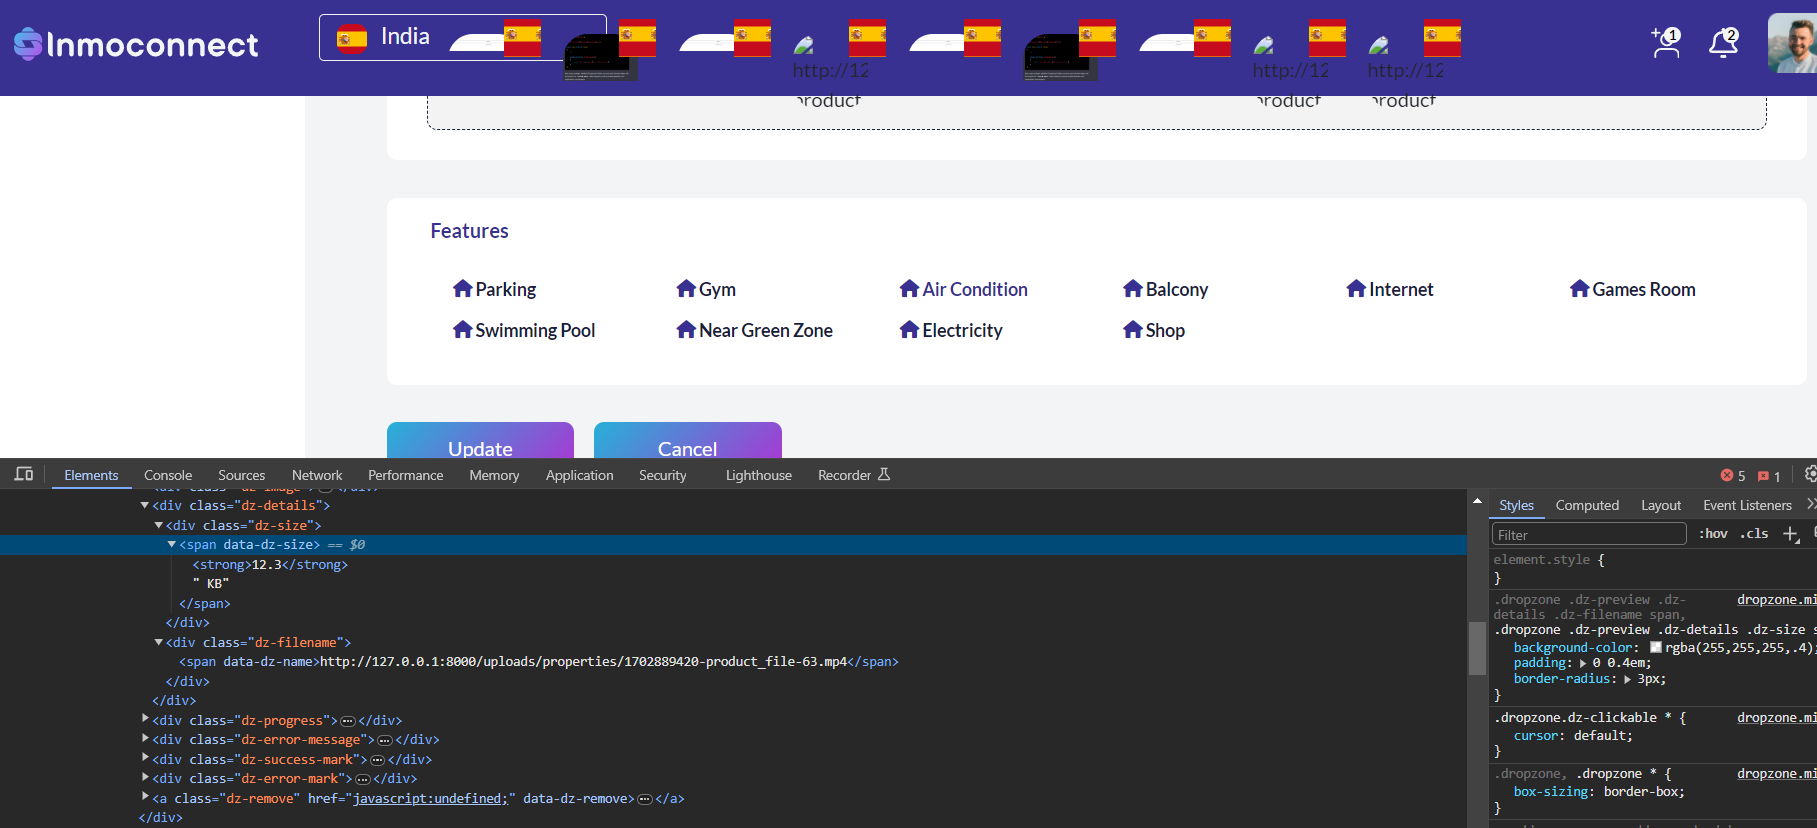 Inmoconnect
India
1
2
http://12 http://12 http://12
product product product
Features
Parking Gym Air Condition Balcony Internet Games Room
Swimming Pool Near Green Zone Electricity Shop
Update Cancel
Elements Console Sources Network Performance Memory Application Security Lighthouse Recorder 5 1
<div class="dz-image"></div>
<div class="dz-details">
<div class="dz-size">
<span data-dz-size> == $0
<strong>12.3</strong>
" KB"
</span>
</div>
<div class="dz-filename">
<span data-dz-name>http://127.0.0.1:8000/uploads/properties/1702889420-product_file-63.mp4</span>
</div>
</div>
<div class="dz-progress">…</div>
<div class="dz-error-message">…</div>
<div class="dz-success-mark">…</div>
<div class="dz-error-mark">…</div>
<a class="dz-remove" href="javascript:undefined;" data-dz-remove>…</a>
</div>
Styles Computed Layout Event Listeners
Filter :hov .cls
element.style {
}
.dropzone .dz-preview .dz- dropzone.mi
details .dz-filename span,
.dropzone .dz-preview .dz-details .dz-size s
background-color: rgba(255,255,255,.4);
padding: 0 0.4em;
border-radius: 3px;
}
.dropzone.dz-clickable * { dropzone.mi
cursor: default;
}
.dropzone, .dropzone * { dropzone.mi
box-sizing: border-box;
}